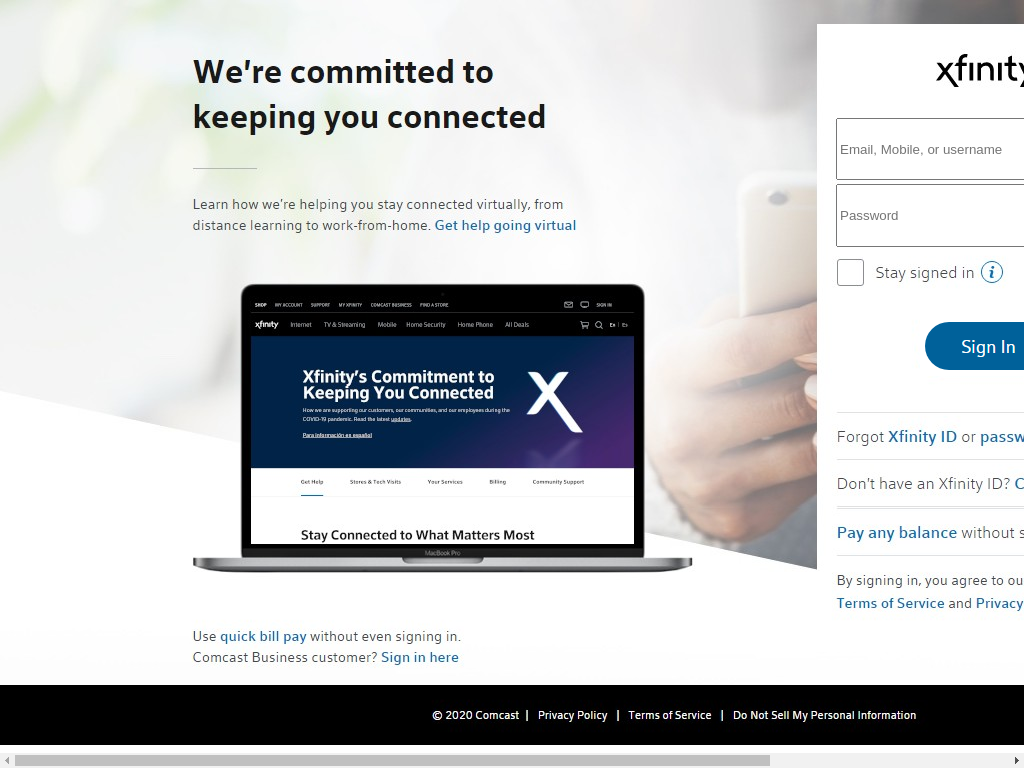 We're committed to
keeping you connected
Learn how we're helping you stay connected virtually, from
distance learning to work-from-home. Get help going virtual
SHOP MY ACCOUNT SUPPORT MY XFINITY COMCAST BUSINESS FIND A STORE SIGN IN
xfinity Internet TV & Streaming Mobile Home Security Home Phone All Deals En | Es
Xfinity's Commitment to
Keeping You Connected
How we are supporting our customers, our communities, and our employees during the
COVID-19 pandemic. Read the latest updates.
Para información en español
Get Help Stores & Tech Visits Your Services Billing Community Support
Stay Connected to What Matters Most
MacBook Pro
Use quick bill pay without even signing in.
Comcast Business customer? Sign in here
xfinity
Email, Mobile, or username
Password
Stay signed in i
Sign In
Forgot Xfinity ID or passw
Don't have an Xfinity ID? C
Pay any balance without s
By signing in, you agree to ou
Terms of Service and Privacy
© 2020 Comcast | Privacy Policy | Terms of Service | Do Not Sell My Personal Information